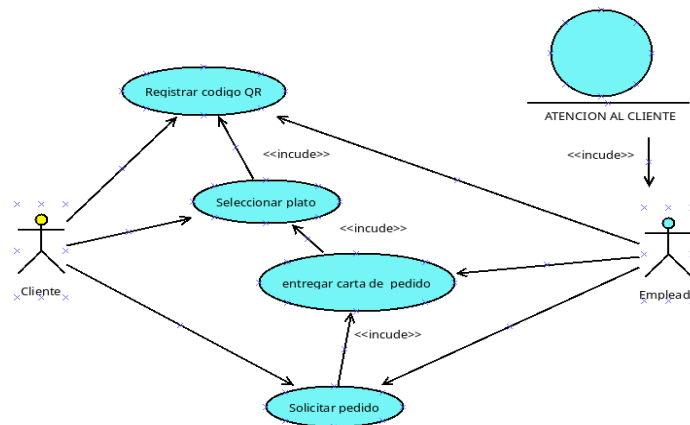 Registrar codigo QR
ATENCION AL CLIENTE
<<incude>>
<<incude>>
Seleccionar plato
<<incude>>
entregar carta de pedido
Cliente
Emplead
<<incude>>
Solicitar pedido